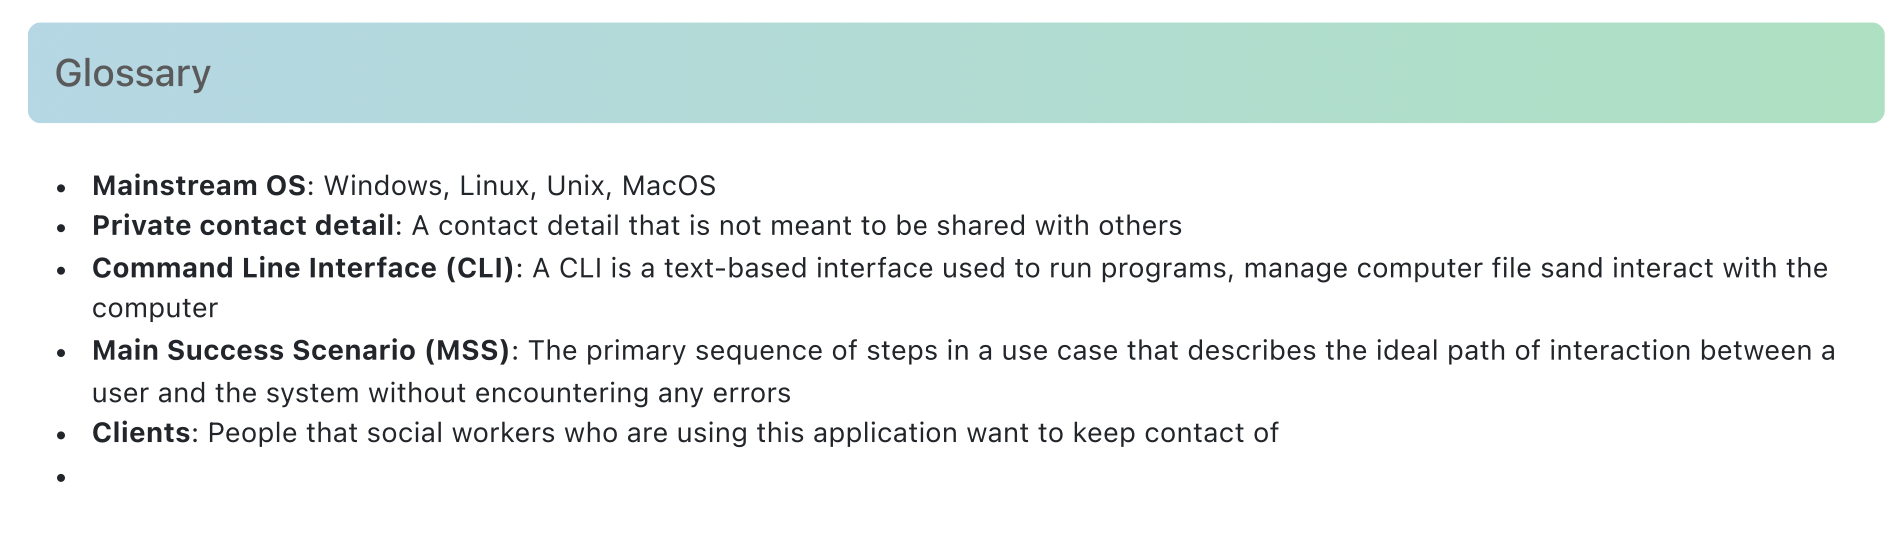 Glossary
• Mainstream OS: Windows, Linux, Unix, MacOS
• Private contact detail: A contact detail that is not meant to be shared with others
• Command Line Interface (CLI): A CLI is a text-based interface used to run programs, manage computer file sand interact with the
computer
• Main Success Scenario (MSS): The primary sequence of steps in a use case that describes the ideal path of interaction between a
user and the system without encountering any errors
• Clients: People that social workers who are using this application want to keep contact of
•